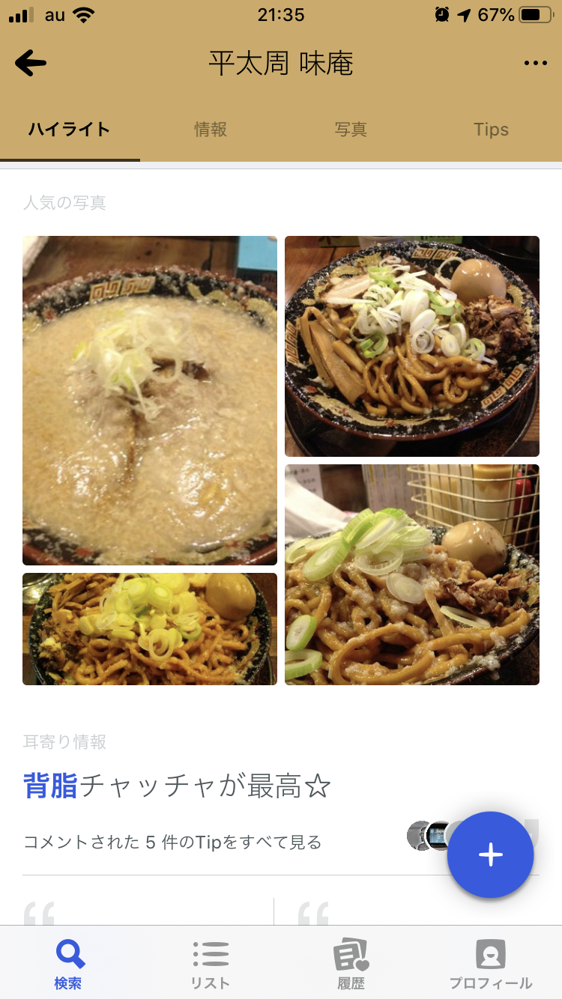 au 21:35 67%
平太周 味庵
ハイライト 情報 写真 Tips
人気の写真
耳寄り情報
背脂チャッチャが最高☆
コメントされた 5 件のTipをすべて見る
検索 リスト 履歴 プロフィール